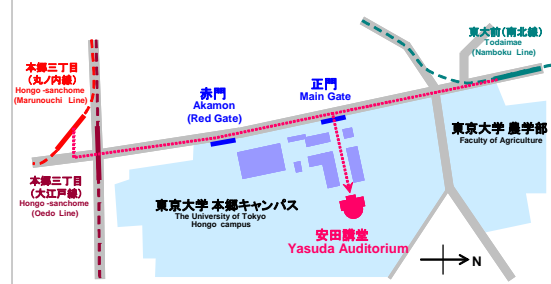 東大前(南北線)
Todaimae
(Namboku Line)
本郷三丁目
(丸ノ内線)
Hongo -sanchome
(Marunouchi Line)
赤門
Akamon
(Red Gate)
正門
Main Gate
東京大学 農学部
Faculty of Agriculture
本郷三丁目
(大江戸線)
Hongo -sanchome
(Oedo Line)
東京大学 本郷キャンパス
The University of Tokyo
Hongo campus
安田講堂
Yasuda Auditorium
N